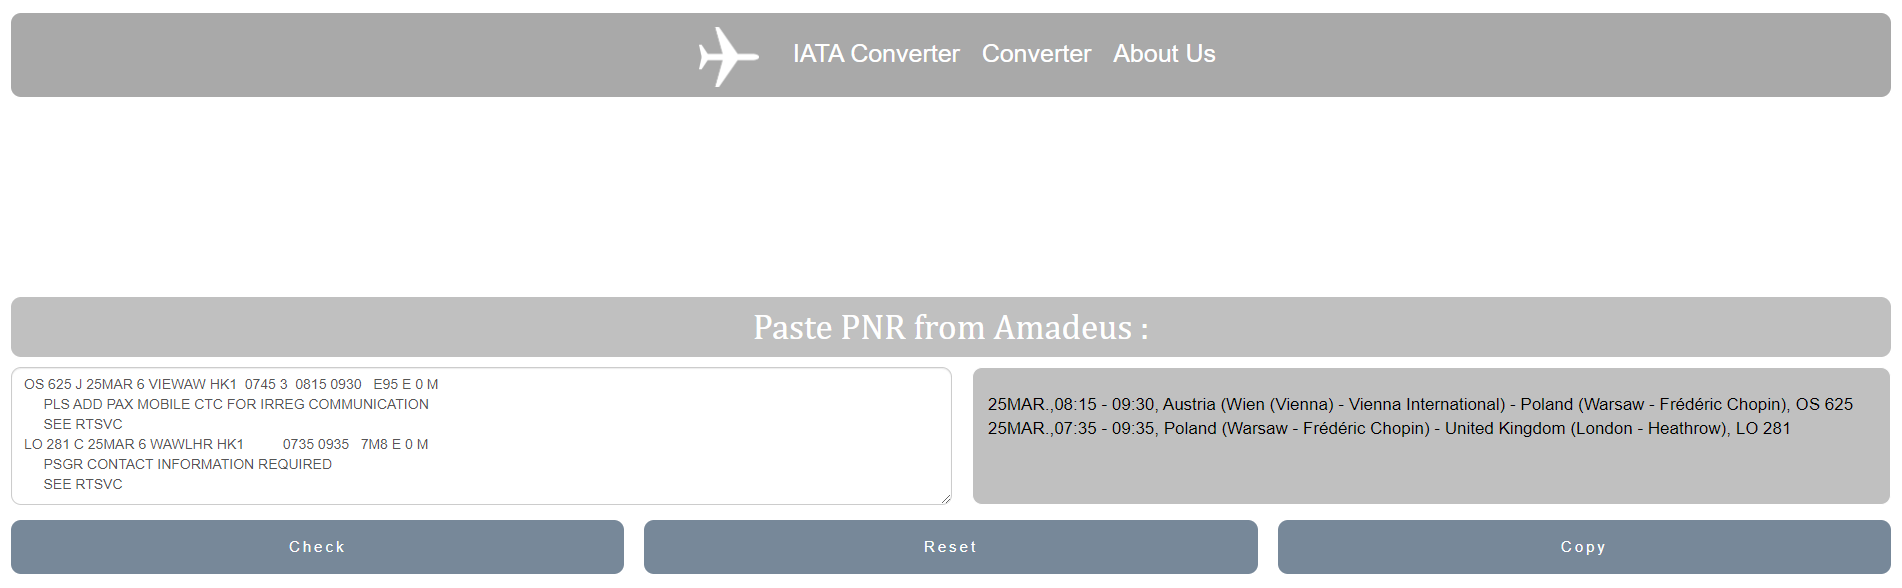 IATA Converter Converter About Us
Paste PNR from Amadeus :
OS 625 J 25MAR 6 VIEWAW HK1  0745 3  0815 0930   E95 E 0 M
PLS ADD PAX MOBILE CTC FOR IRREG COMMUNICATION
SEE RTSVC
LO 281 C 25MAR 6 WAWLHR HK1          0735 0935   7M8 E 0 M
PSGR CONTACT INFORMATION REQUIRED
SEE RTSVC
25MAR.,08:15 - 09:30, Austria (Wien (Vienna) - Vienna International) - Poland (Warsaw - Frédéric Chopin), OS 625
25MAR.,07:35 - 09:35, Poland (Warsaw - Frédéric Chopin) - United Kingdom (London - Heathrow), LO 281
Check Reset Copy